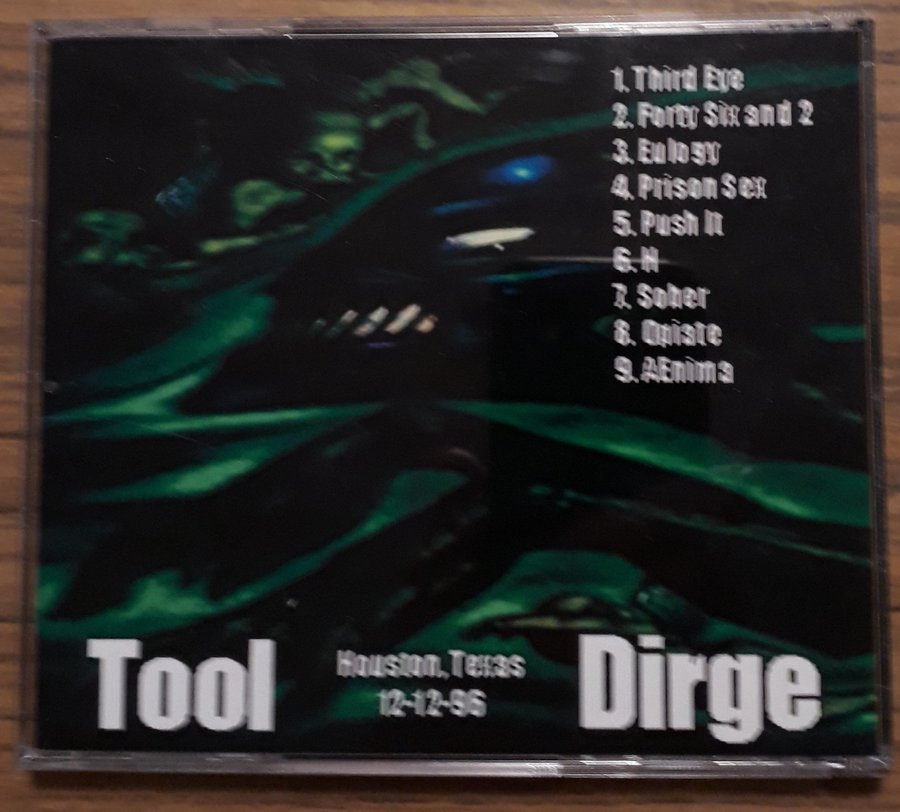 1. Third Eye
2. Forty Six and 2
3. Eulogy
4. Prison Sex
5. Push It
6. H
7. Sober
8. Opiate
9. AEnima
Tool
Houston, Texas
12-12-96
Dirge